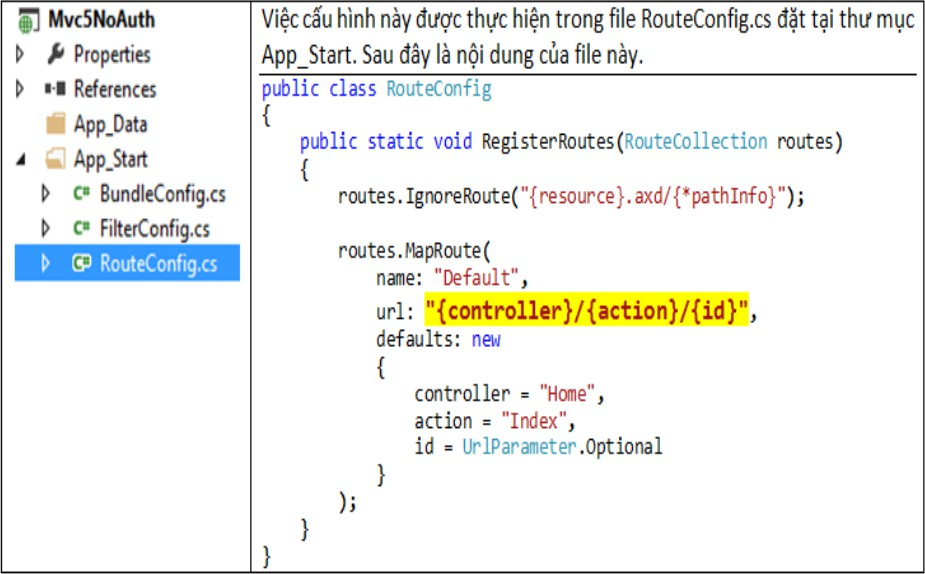 Mvc5NoAuth
Properties
References
App_Data
App_Start
C# BundleConfig.cs
C# FilterConfig.cs
C# RouteConfig.cs
Việc cấu hình này được thực hiện trong file RouteConfig.cs đặt tại thư mục
App_Start. Sau đây là nội dung của file này.
public class RouteConfig
{
public static void RegisterRoutes(RouteCollection routes)
{
routes.IgnoreRoute("{resource}.axd/{*pathInfo}");
routes.MapRoute(
name: "Default",
url: "{controller}/{action}/{id}",
defaults: new
{
controller = "Home",
action = "Index",
id = UrlParameter.Optional
}
);
}
}